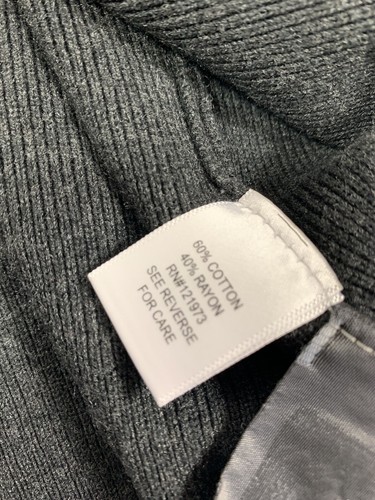 60% COTTON
40% RAYON
RN#121973
SEE REVERSE
FOR CARE